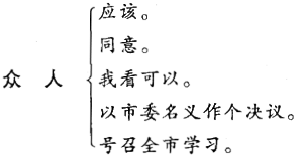 应该。
同意。
众 人 我看可以。
以市委名义作个决议。
号召全市学习。